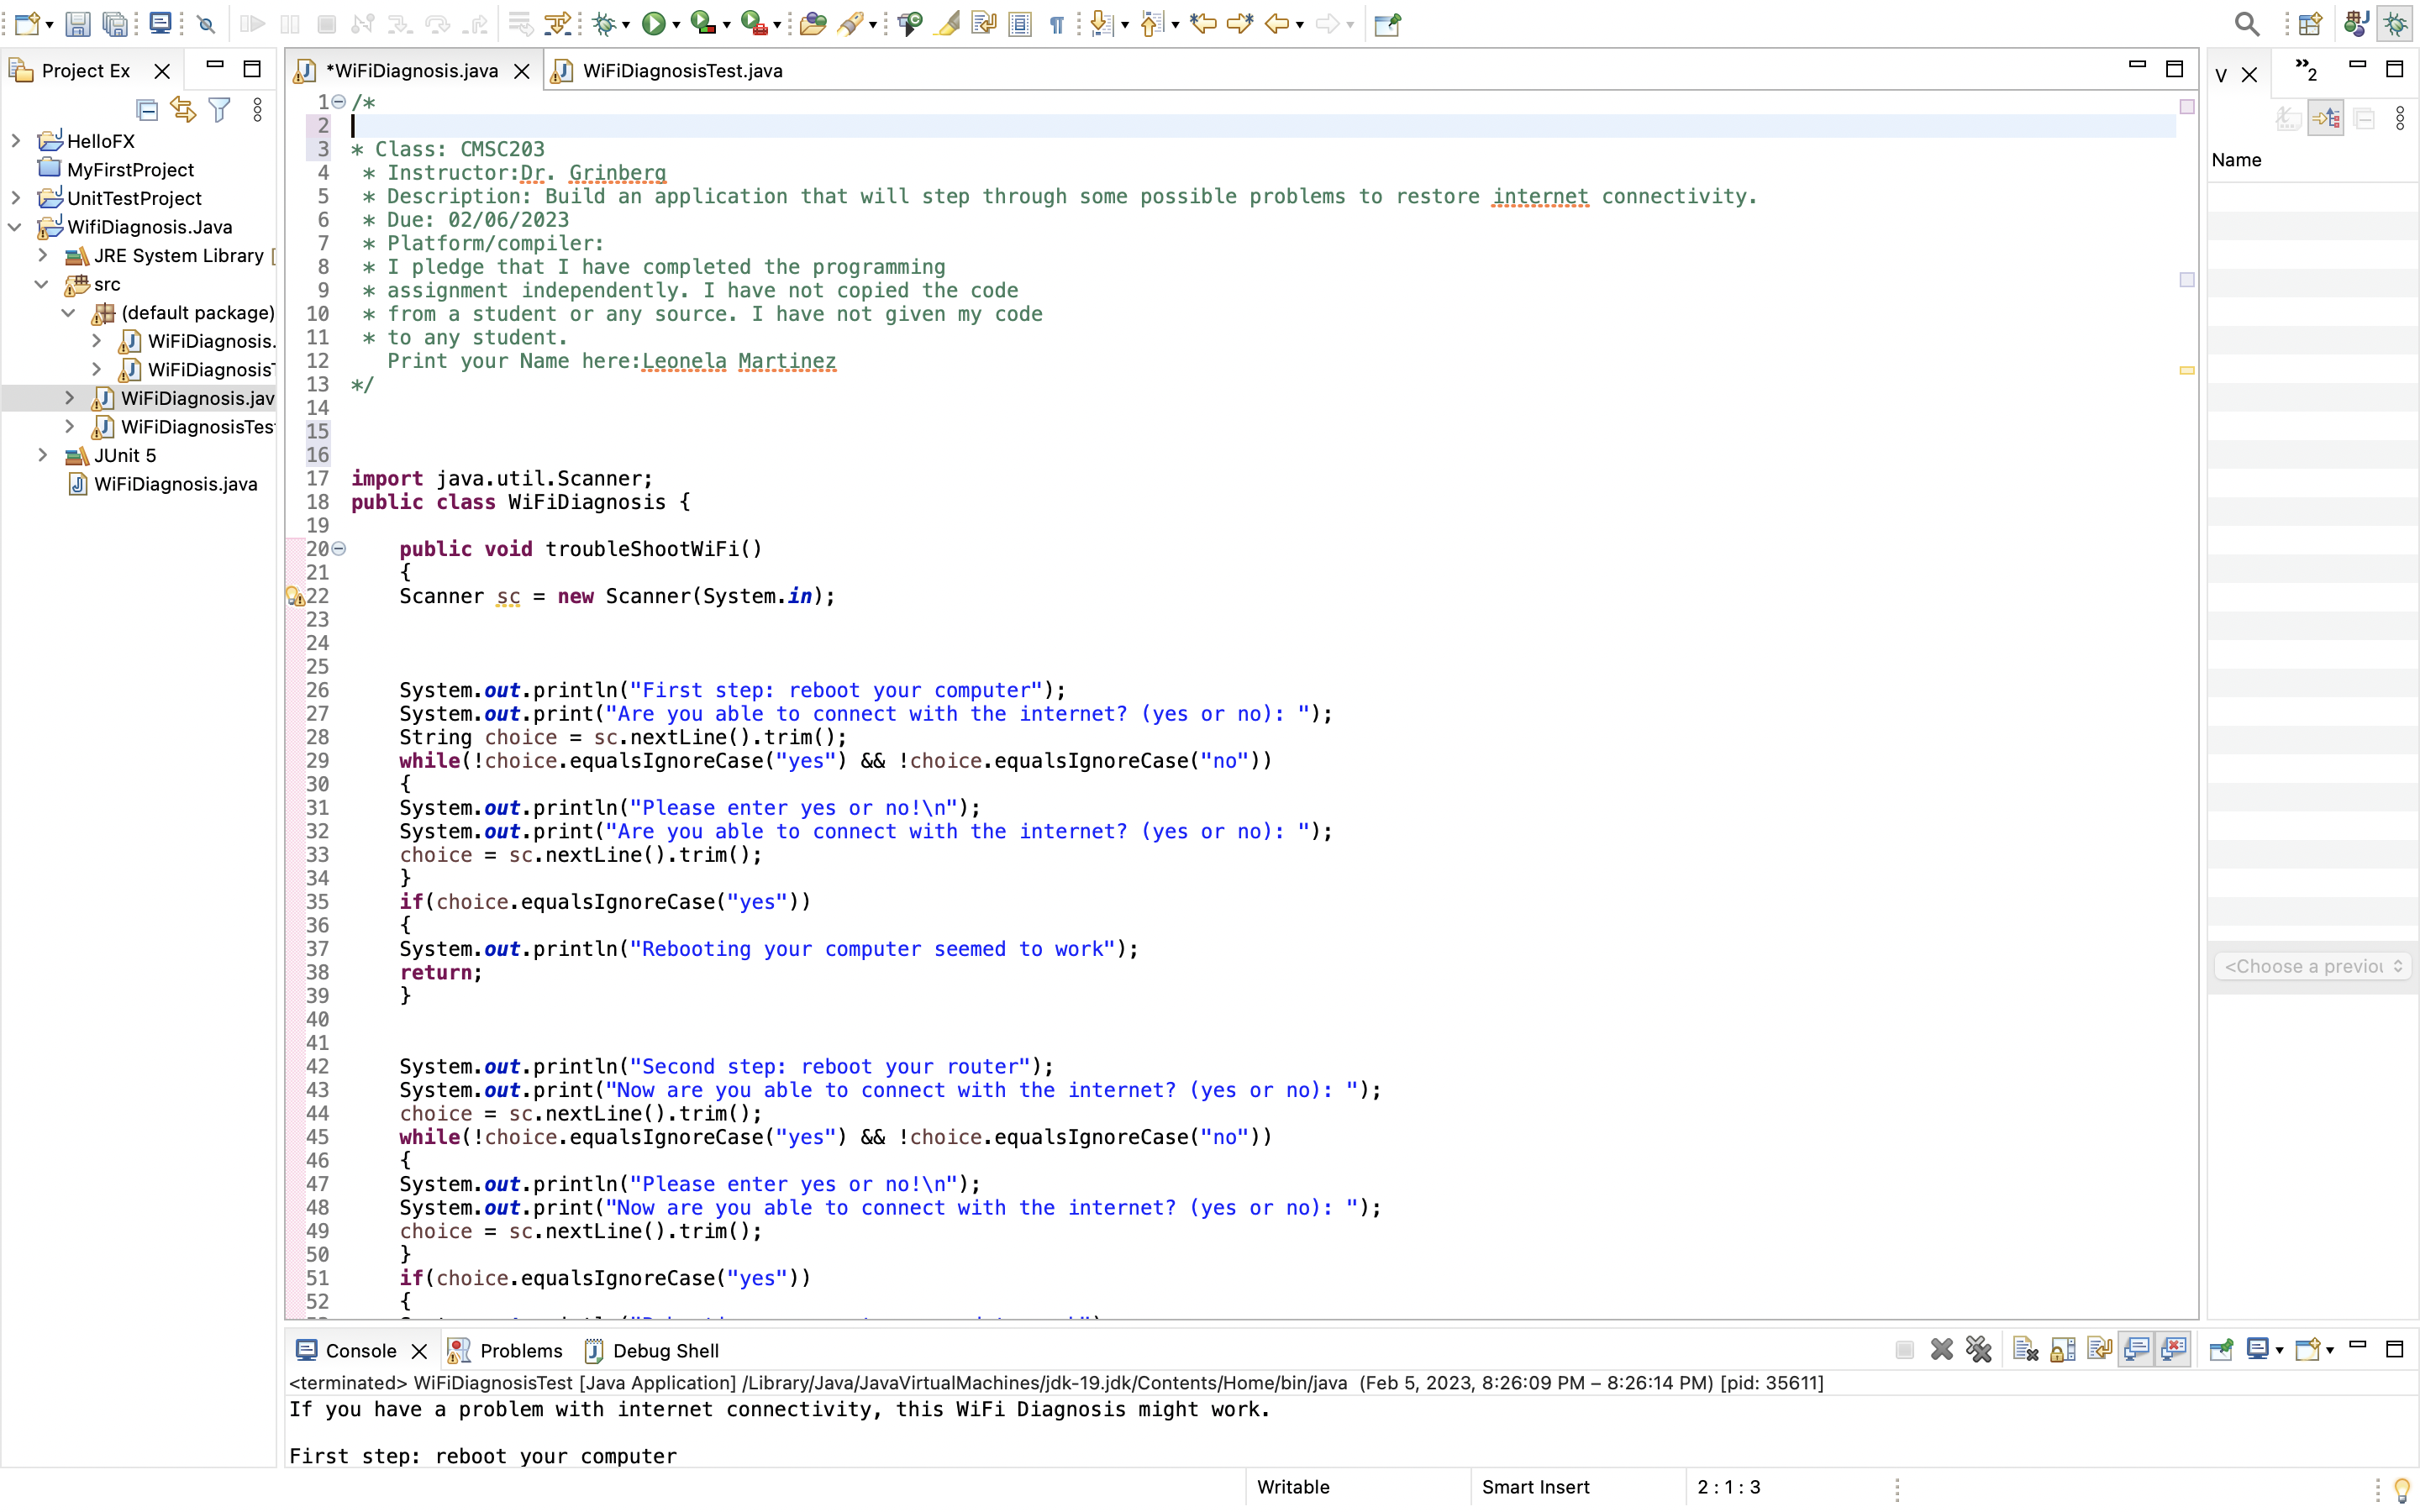 Project Ex
HelloFX
MyFirstProject
UnitTestProject
WifiDiagnosis.Java
JRE System Library [
src
(default package)
WiFiDiagnosis.
WiFiDiagnosisT
WiFiDiagnosis.jav
WiFiDiagnosisTes
JUnit 5
WiFiDiagnosis.java
*WiFiDiagnosis.java
WiFiDiagnosisTest.java
1 /*
2
3 * Class: CMSC203
4 * Instructor:Dr. Grinberg
5 * Description: Build an application that will step through some possible problems to restore internet connectivity.
6 * Due: 02/06/2023
7 * Platform/compiler:
8 * I pledge that I have completed the programming
9 * assignment independently. I have not copied the code
10 * from a student or any source. I have not given my code
11 * to any student.
12 Print your Name here:Leonela Martinez
13 */
14
15
16
17 import java.util.Scanner;
18 public class WiFiDiagnosis {
19
20 public void troubleShootWiFi()
21 {
22 Scanner sc = new Scanner(System.in);
23
24
25
26 System.out.println("First step: reboot your computer");
27 System.out.print("Are you able to connect with the internet? (yes or no): ");
28 String choice = sc.nextLine().trim();
29 while(!choice.equalsIgnoreCase("yes") && !choice.equalsIgnoreCase("no"))
30 {
31 System.out.println("Please enter yes or no!\n");
32 System.out.print("Are you able to connect with the internet? (yes or no): ");
33 choice = sc.nextLine().trim();
34 }
35 if(choice.equalsIgnoreCase("yes"))
36 {
37 System.out.println("Rebooting your computer seemed to work");
38 return;
39 }
40
41
42 System.out.println("Second step: reboot your router");
43 System.out.print("Now are you able to connect with the internet? (yes or no): ");
44 choice = sc.nextLine().trim();
45 while(!choice.equalsIgnoreCase("yes") && !choice.equalsIgnoreCase("no"))
46 {
47 System.out.println("Please enter yes or no!\n");
48 System.out.print("Now are you able to connect with the internet? (yes or no): ");
49 choice = sc.nextLine().trim();
50 }
51 if(choice.equalsIgnoreCase("yes"))
52 {
V
2
Name
<Choose a previou
Console
Problems
Debug Shell
<terminated> WiFiDiagnosisTest [Java Application] /Library/Java/JavaVirtualMachines/jdk-19.jdk/Contents/Home/bin/java (Feb 5, 2023, 8:26:09 PM – 8:26:14 PM) [pid: 35611]
If you have a problem with internet connectivity, this WiFi Diagnosis might work.
First step: reboot your computer
Writable
Smart Insert
2 : 1 : 3